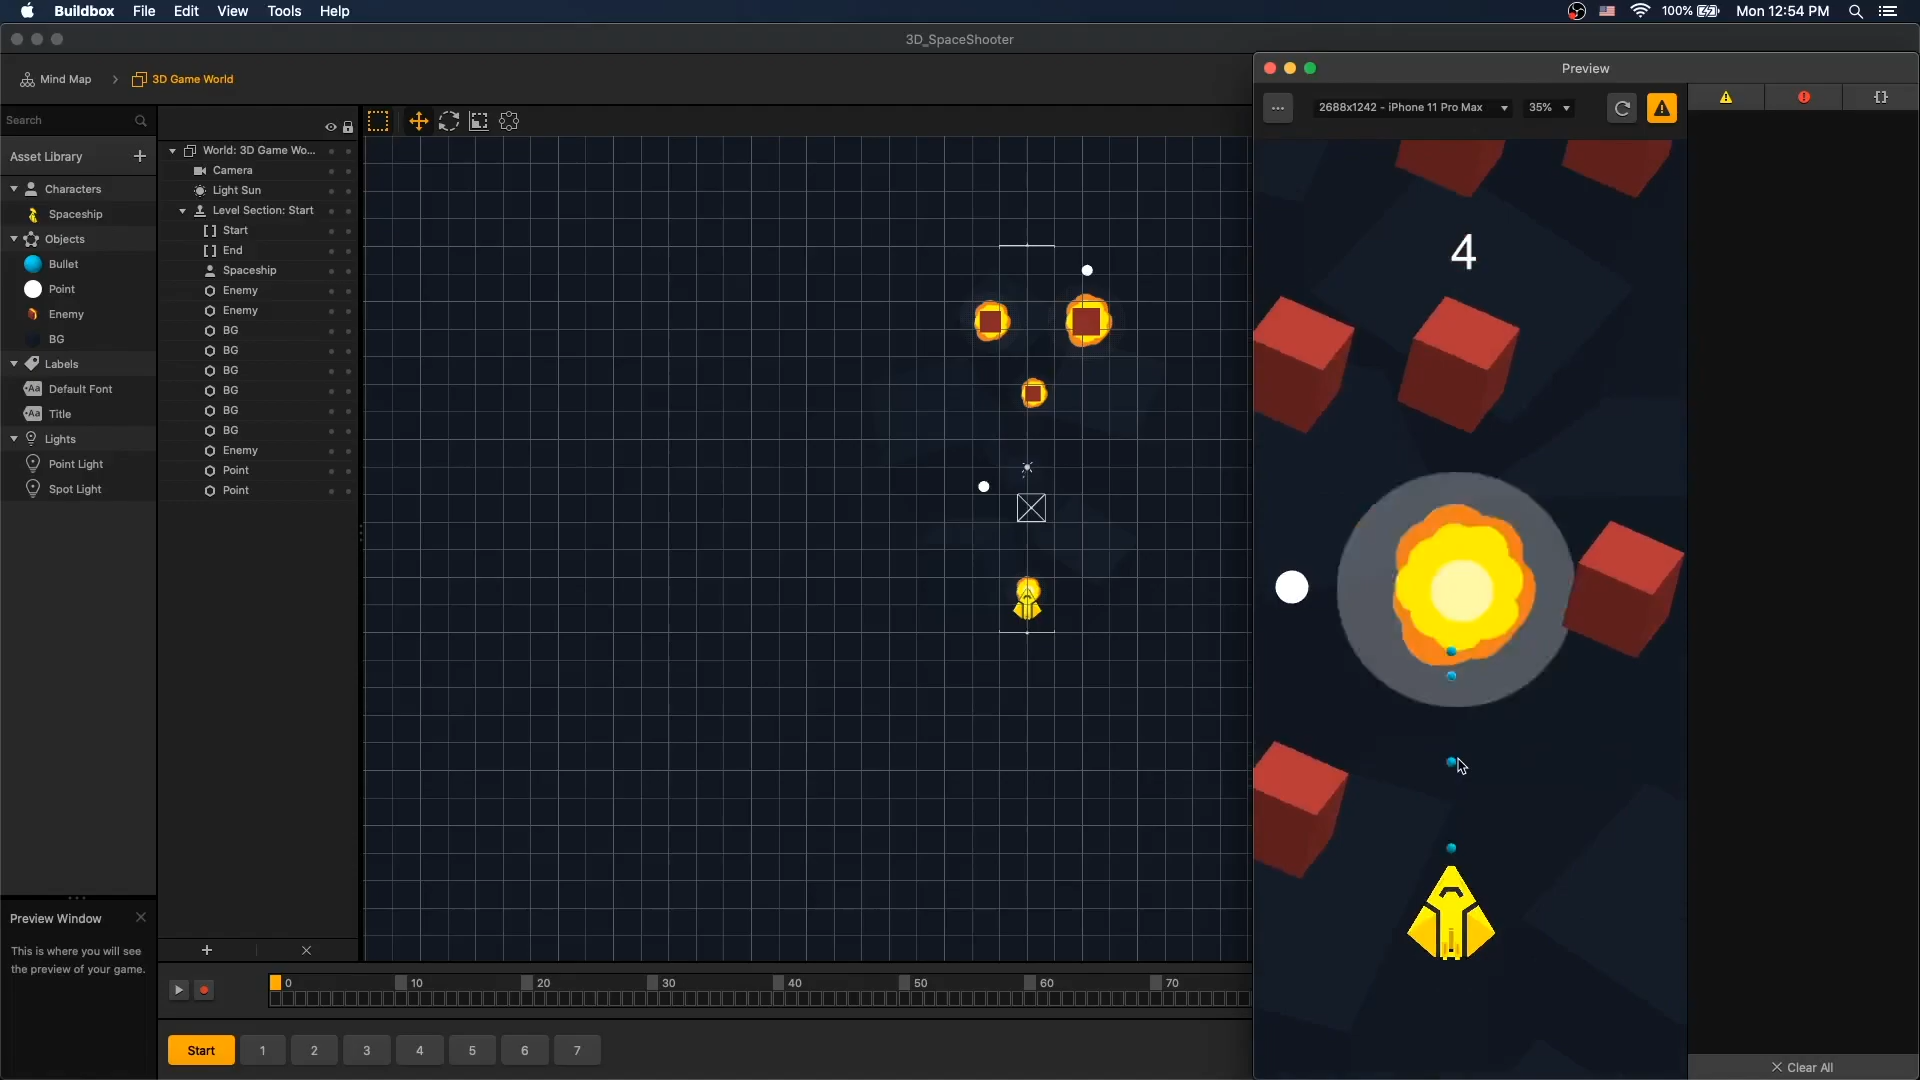 Buildbox File Edit View Tools Help
100% Mon 12:54 PM
3D_SpaceShooter
Mind Map 3D Game World
Preview
2688x1242 - iPhone 11 Pro Max 35%
Search
Asset Library
Characters
Spaceship
Objects
Bullet
Point
Enemy
BG
Labels
Aa Default Font
Aa Title
Lights
Point Light
Spot Light
World: 3D Game Wo...
Camera
Light Sun
Level Section: Start
Start
End
Spaceship
Enemy
Enemy
BG
BG
BG
BG
BG
BG
Enemy
Point
Point
4
Preview Window
This is where you will see
the preview of your game.
0 10 20 30 40 50 60 70
Start 1 2 3 4 5 6 7
Clear All